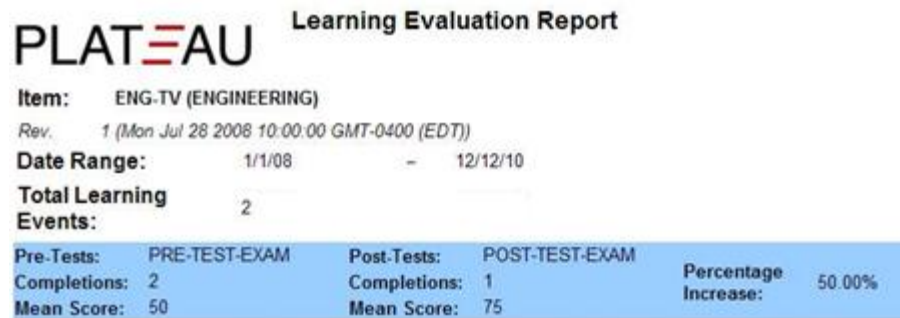 Learning Evaluation Report
PLATEAU
Item: ENG-TV (ENGINEERING)
Rev. 1 (Mon Jul 28 2008 10:00:00 GMT-0400 (EDT))
Date Range: 1/1/08 – 12/12/10
Total Learning
Events: 2
Pre-Tests: PRE-TEST-EXAM Post-Tests: POST-TEST-EXAM
Completions: 2 Completions: 1 Percentage
Increase: 50.00%
Mean Score: 50 Mean Score: 75